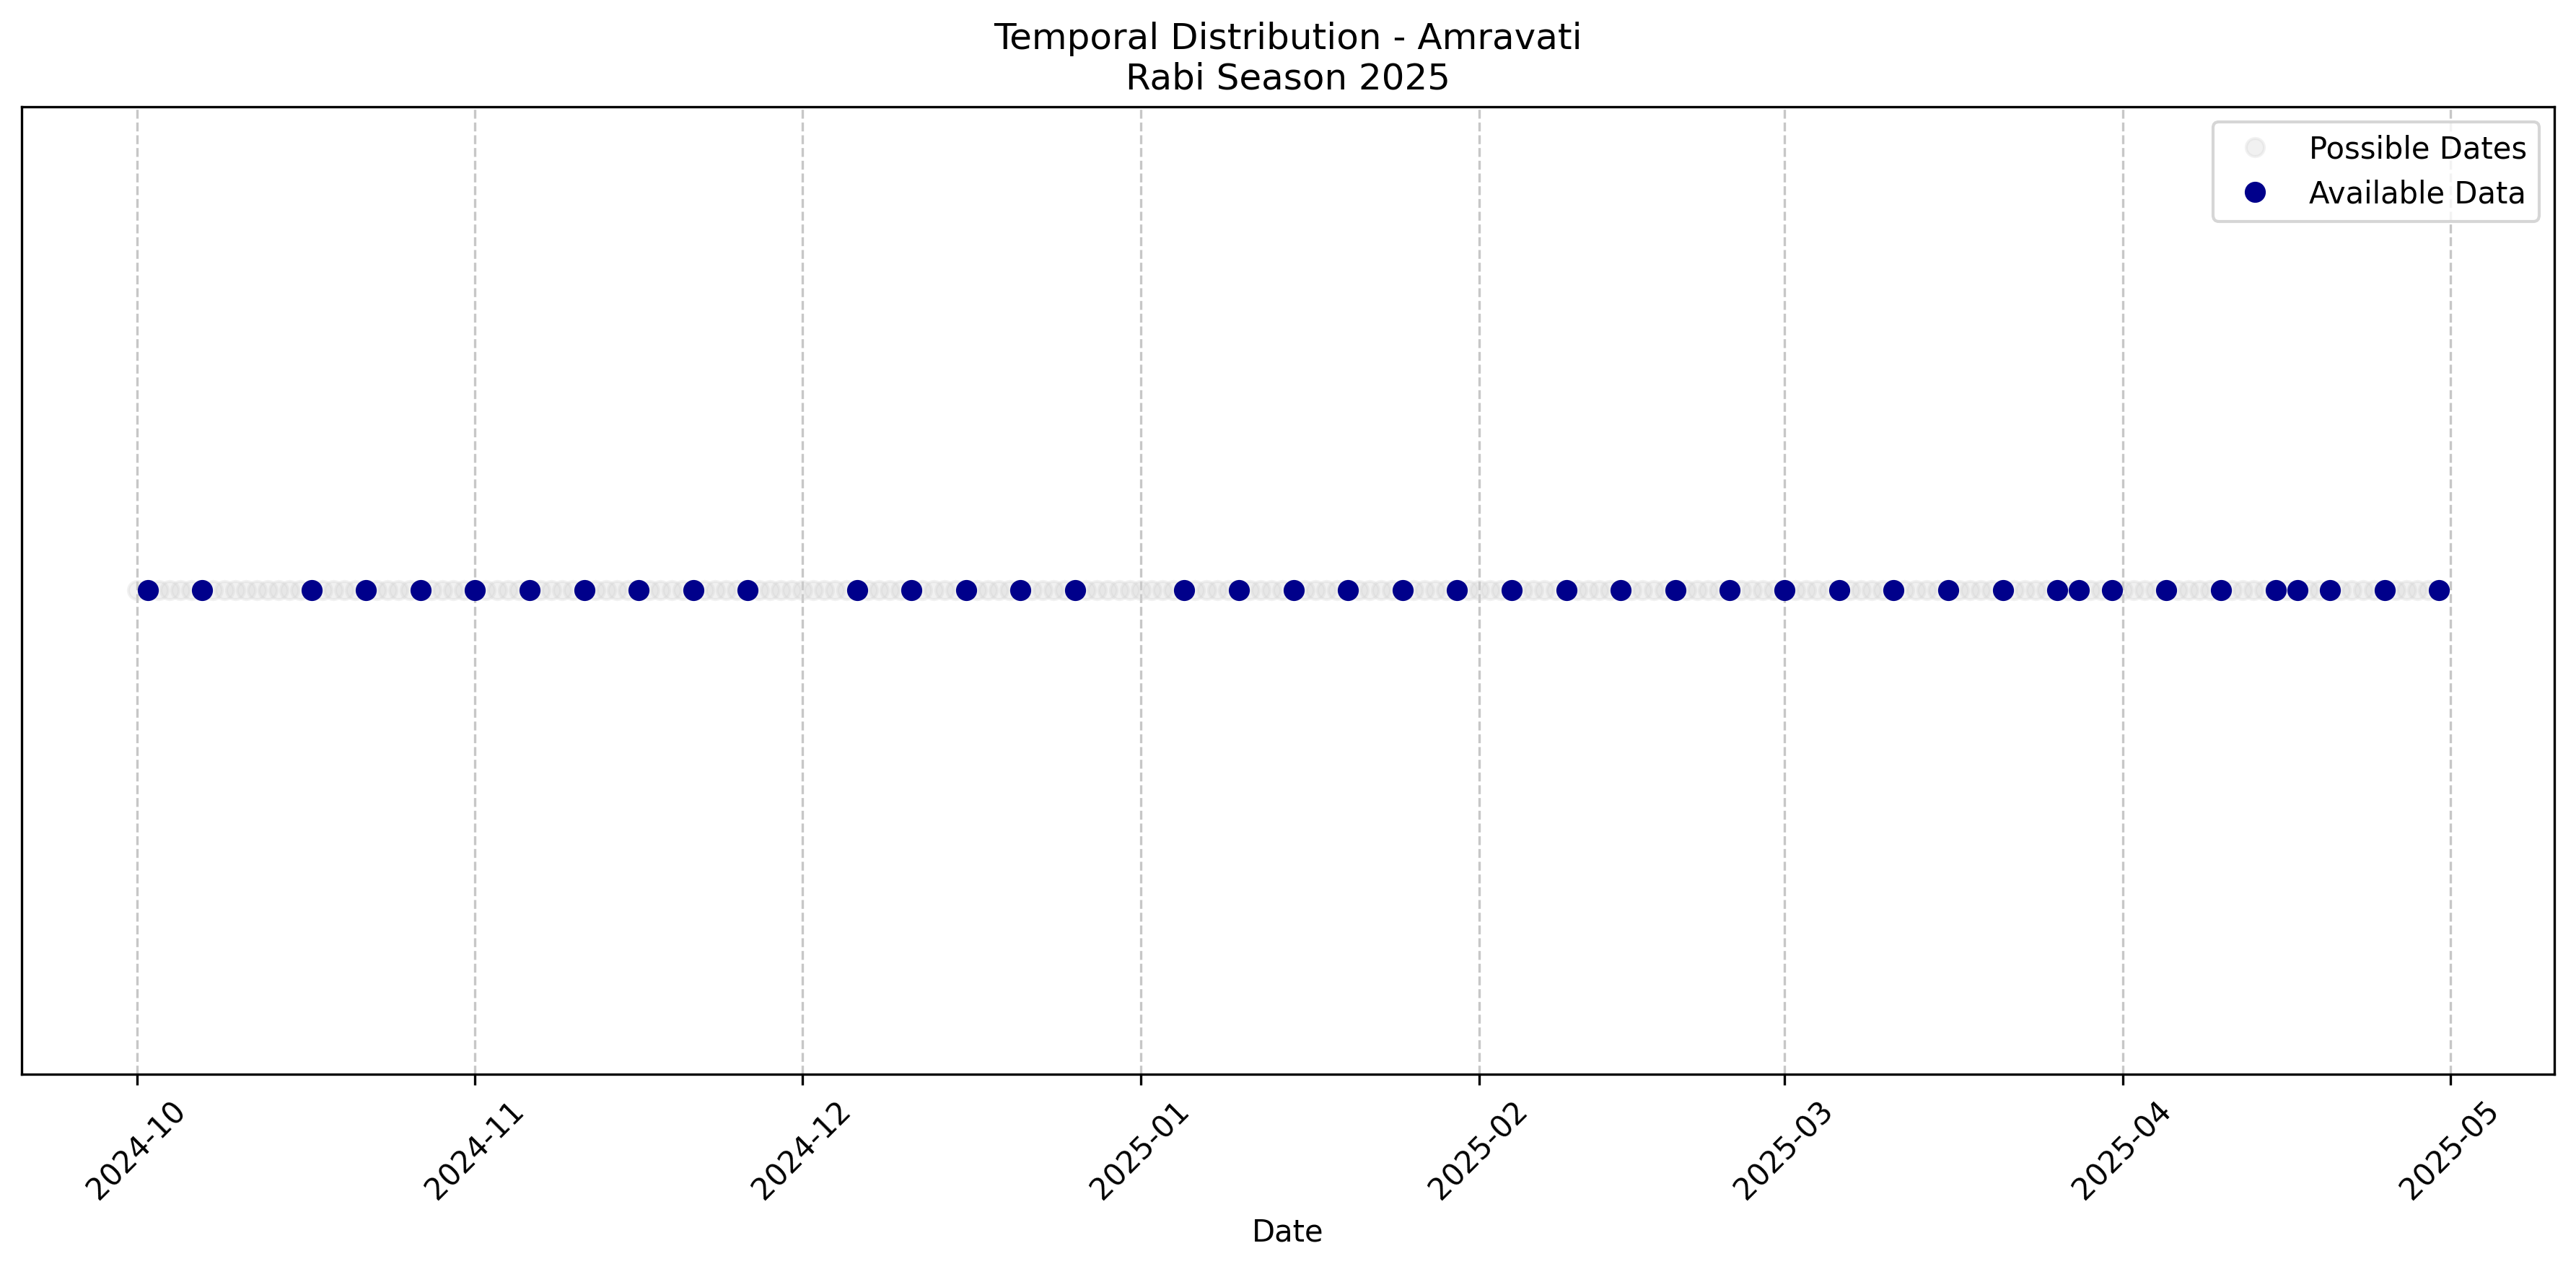 Temporal Distribution - Amravati
Rabi Season 2025
Possible Dates
Available Data
2024-10
2024-11
2024-12
2025-01
2025-02
2025-03
2025-04
2025-05
Date